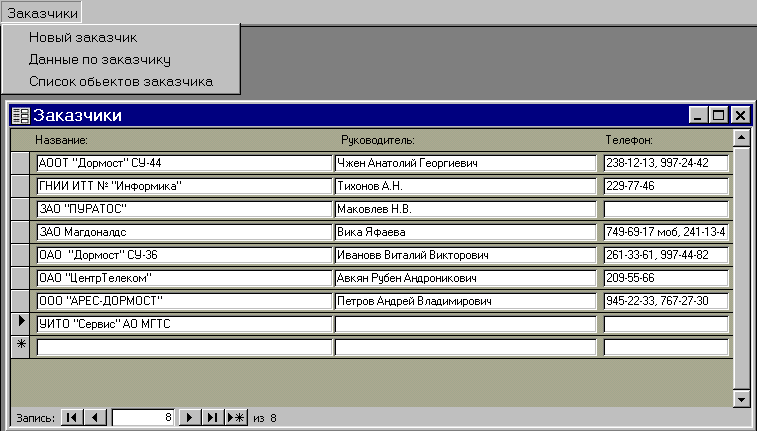 Заказчики
Новый заказчик
Данные по заказчику
Список обьектов заказчика
Заказчики
Название: Руководитель: Телефон:
АООТ "Дормост" СУ-44 Чжен Анатолий Георгиевич 238-12-13, 997-24-42
ГНИИ ИТТ № "Информика" Тихонов А.Н. 229-77-46
ЗАО "ПУРАТОС" Маковлев Н.В.
ЗАО Магдоналдс Вика Яфаева 749-69-17 моб, 241-13-4
ОАО "Дормост" СУ-36 Ивановв Виталий Викторович 261-33-61, 997-44-82
ОАО "ЦентрТелеком" Авкян Рубен Андроникович 209-55-66
ООО "АРЕС-ДОРМОСТ" Петров Андрей Владимирович 945-22-33, 767-27-30
УИТО "Сервис" АО МГТС
Запись: 8 из 8